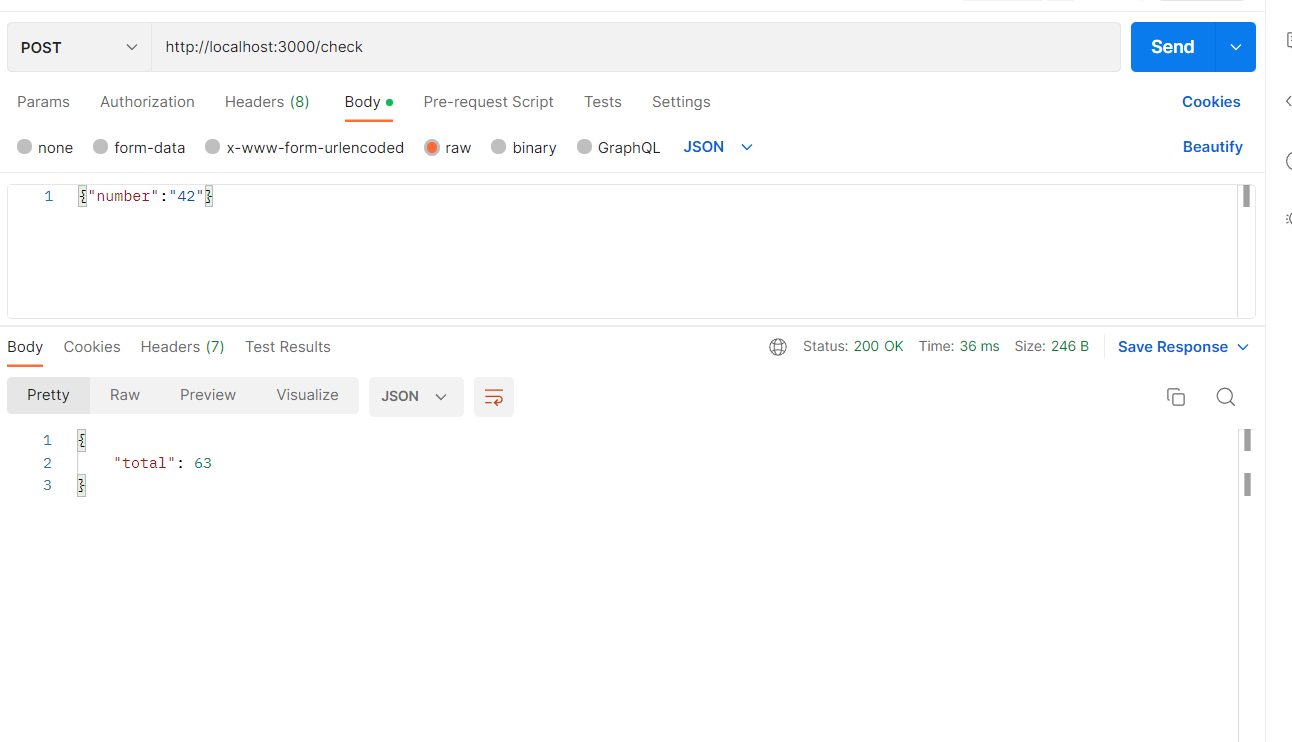 POST http://localhost:3000/check Send
Params Authorization Headers (8) Body Pre-request Script Tests Settings Cookies
none form-data x-www-form-urlencoded raw binary GraphQL JSON Beautify
1 {"number":"42"}
Body Cookies Headers (7) Test Results Status: 200 OK Time: 36 ms Size: 246 B Save Response
Pretty Raw Preview Visualize JSON
1 {
2 "total": 63
3 }